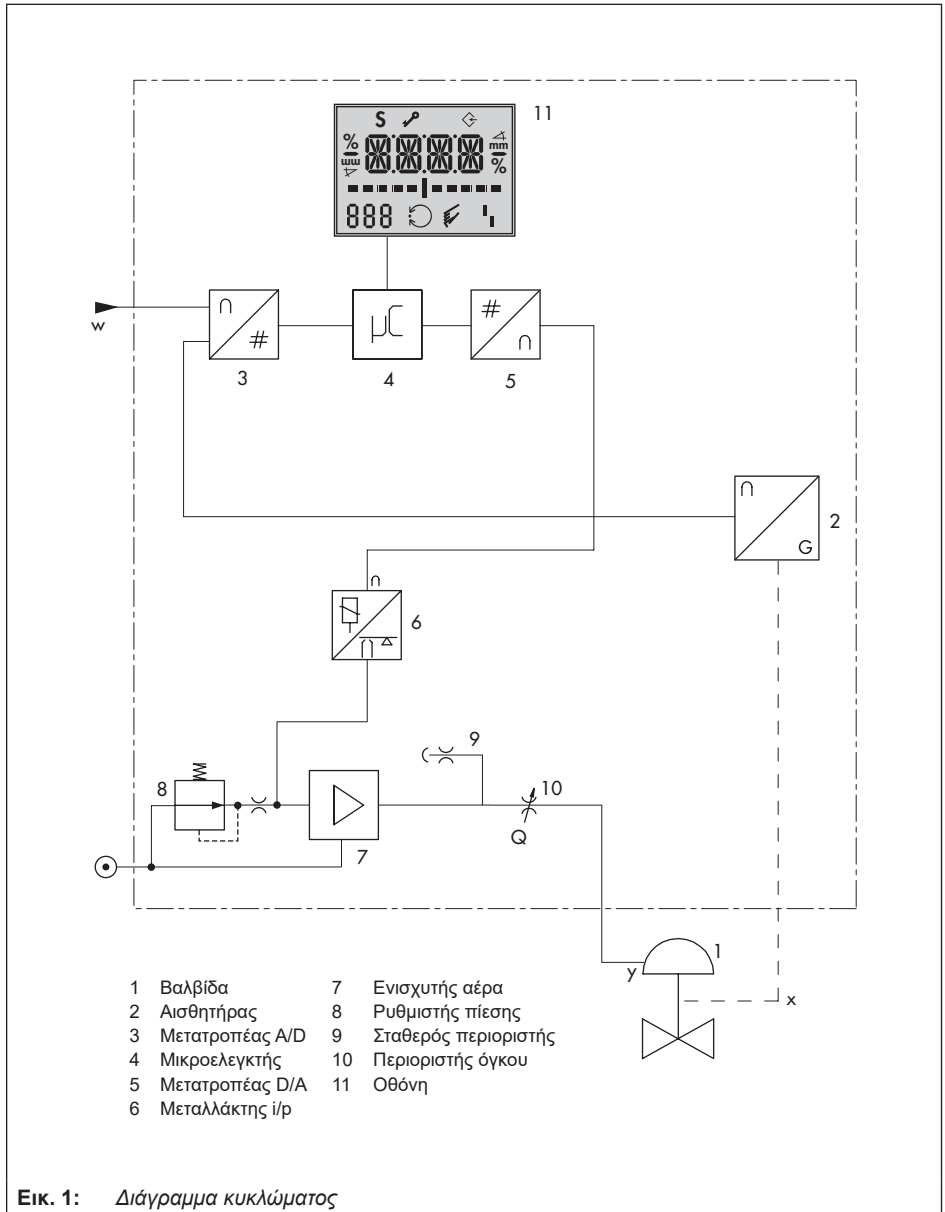 11
S
%
mm
888
mm
%
w
∩
#
3
µC
4
#
∩
5
∩
G
2
∩
6
9
8
10
Q
7
1
y
x
1 Βαλβίδα
2 Αισθητήρας
3 Μετατροπέας A/D
4 Μικροελεγκτής
5 Μετατροπέας D/A
6 Μεταλλάκτης i/p
7 Ενισχυτής αέρα
8 Ρυθμιστής πίεσης
9 Σταθερός περιοριστής
10 Περιοριστής όγκου
11 Οθόνη
Εικ. 1: Διάγραμμα κυκλώματος